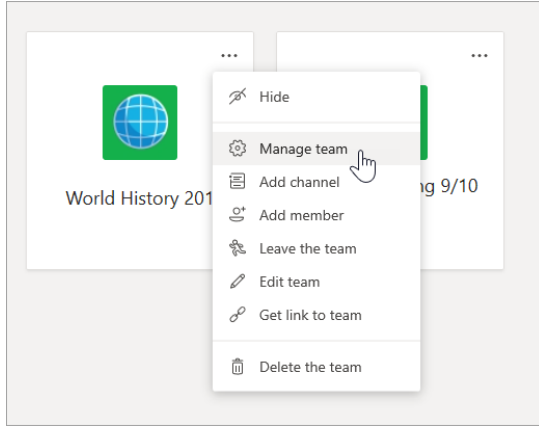 Hide
Manage team
Add channel
World History 201
9/10
Add member
Leave the team
Edit team
Get link to team
Delete the team